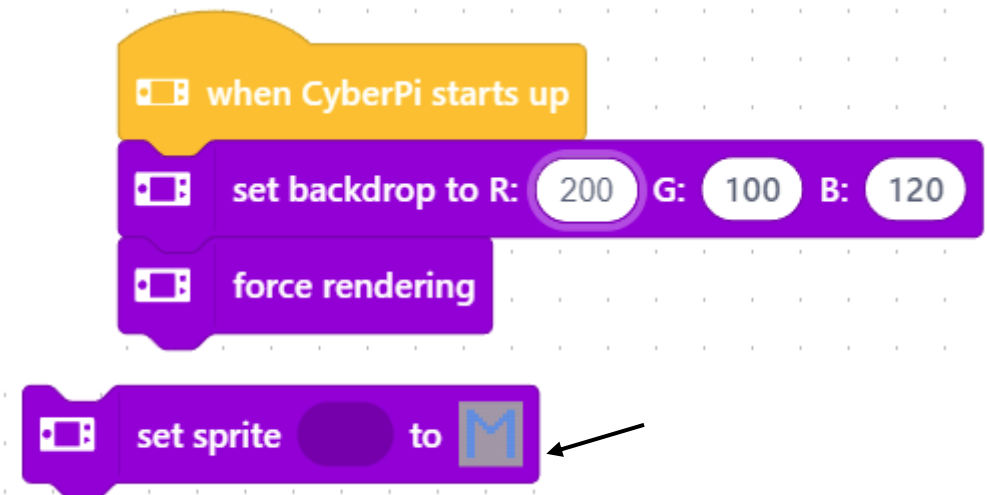 when CyberPi starts up
set backdrop to R: 200 G: 100 B: 120
force rendering
set sprite to M